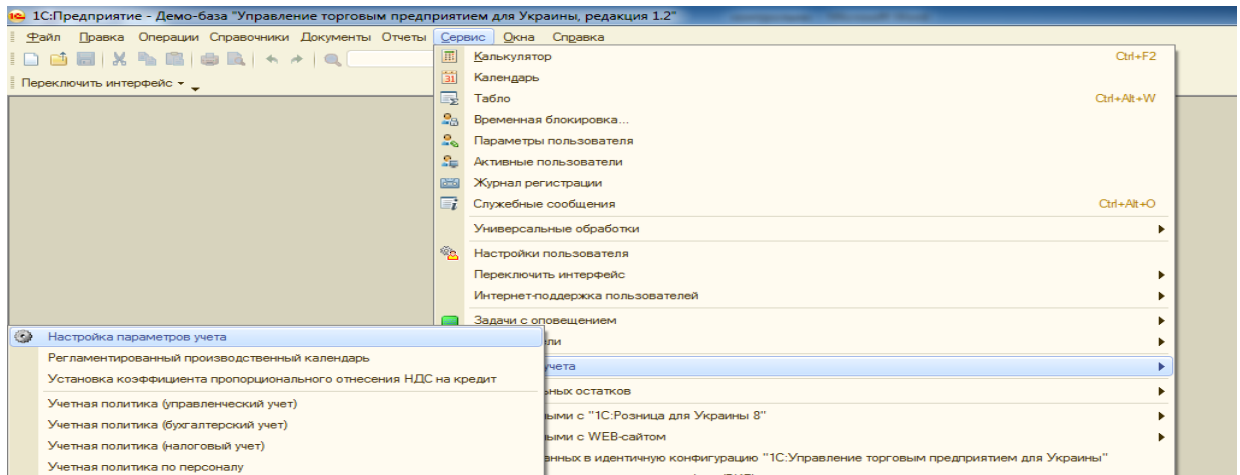 1С:Предприятие - Демо-база "Управление торговым предприятием для Украины, редакция 1.2"
Файл Правка Операции Справочники Документы Отчеты Сервис Окна Справка
Переключить интерфейс
Калькулятор Ctrl+F2
Календарь
Табло Ctrl+Alt+W
Временная блокировка...
Параметры пользователя
Активные пользователи
Журнал регистрации
Служебные сообщения Ctrl+Alt+O
Универсальные обработки
Настройки пользователя
Переключить интерфейс
Интернет-поддержка пользователей
Задачи с оповещением
ли
учета
ьных остатков
ыми с "1С:Розница для Украины 8"
ыми с WEB-сайтом
анных в идентичную конфигурацию "1С:Управление торговым предприятием для Украины"
Настройка параметров учета
Регламентированный производственный календарь
Установка коэффициента пропорционального отнесения НДС на кредит
Учетная политика (управленческий учет)
Учетная политика (бухгалтерский учет)
Учетная политика (налоговый учет)
Учетная политика по персоналу